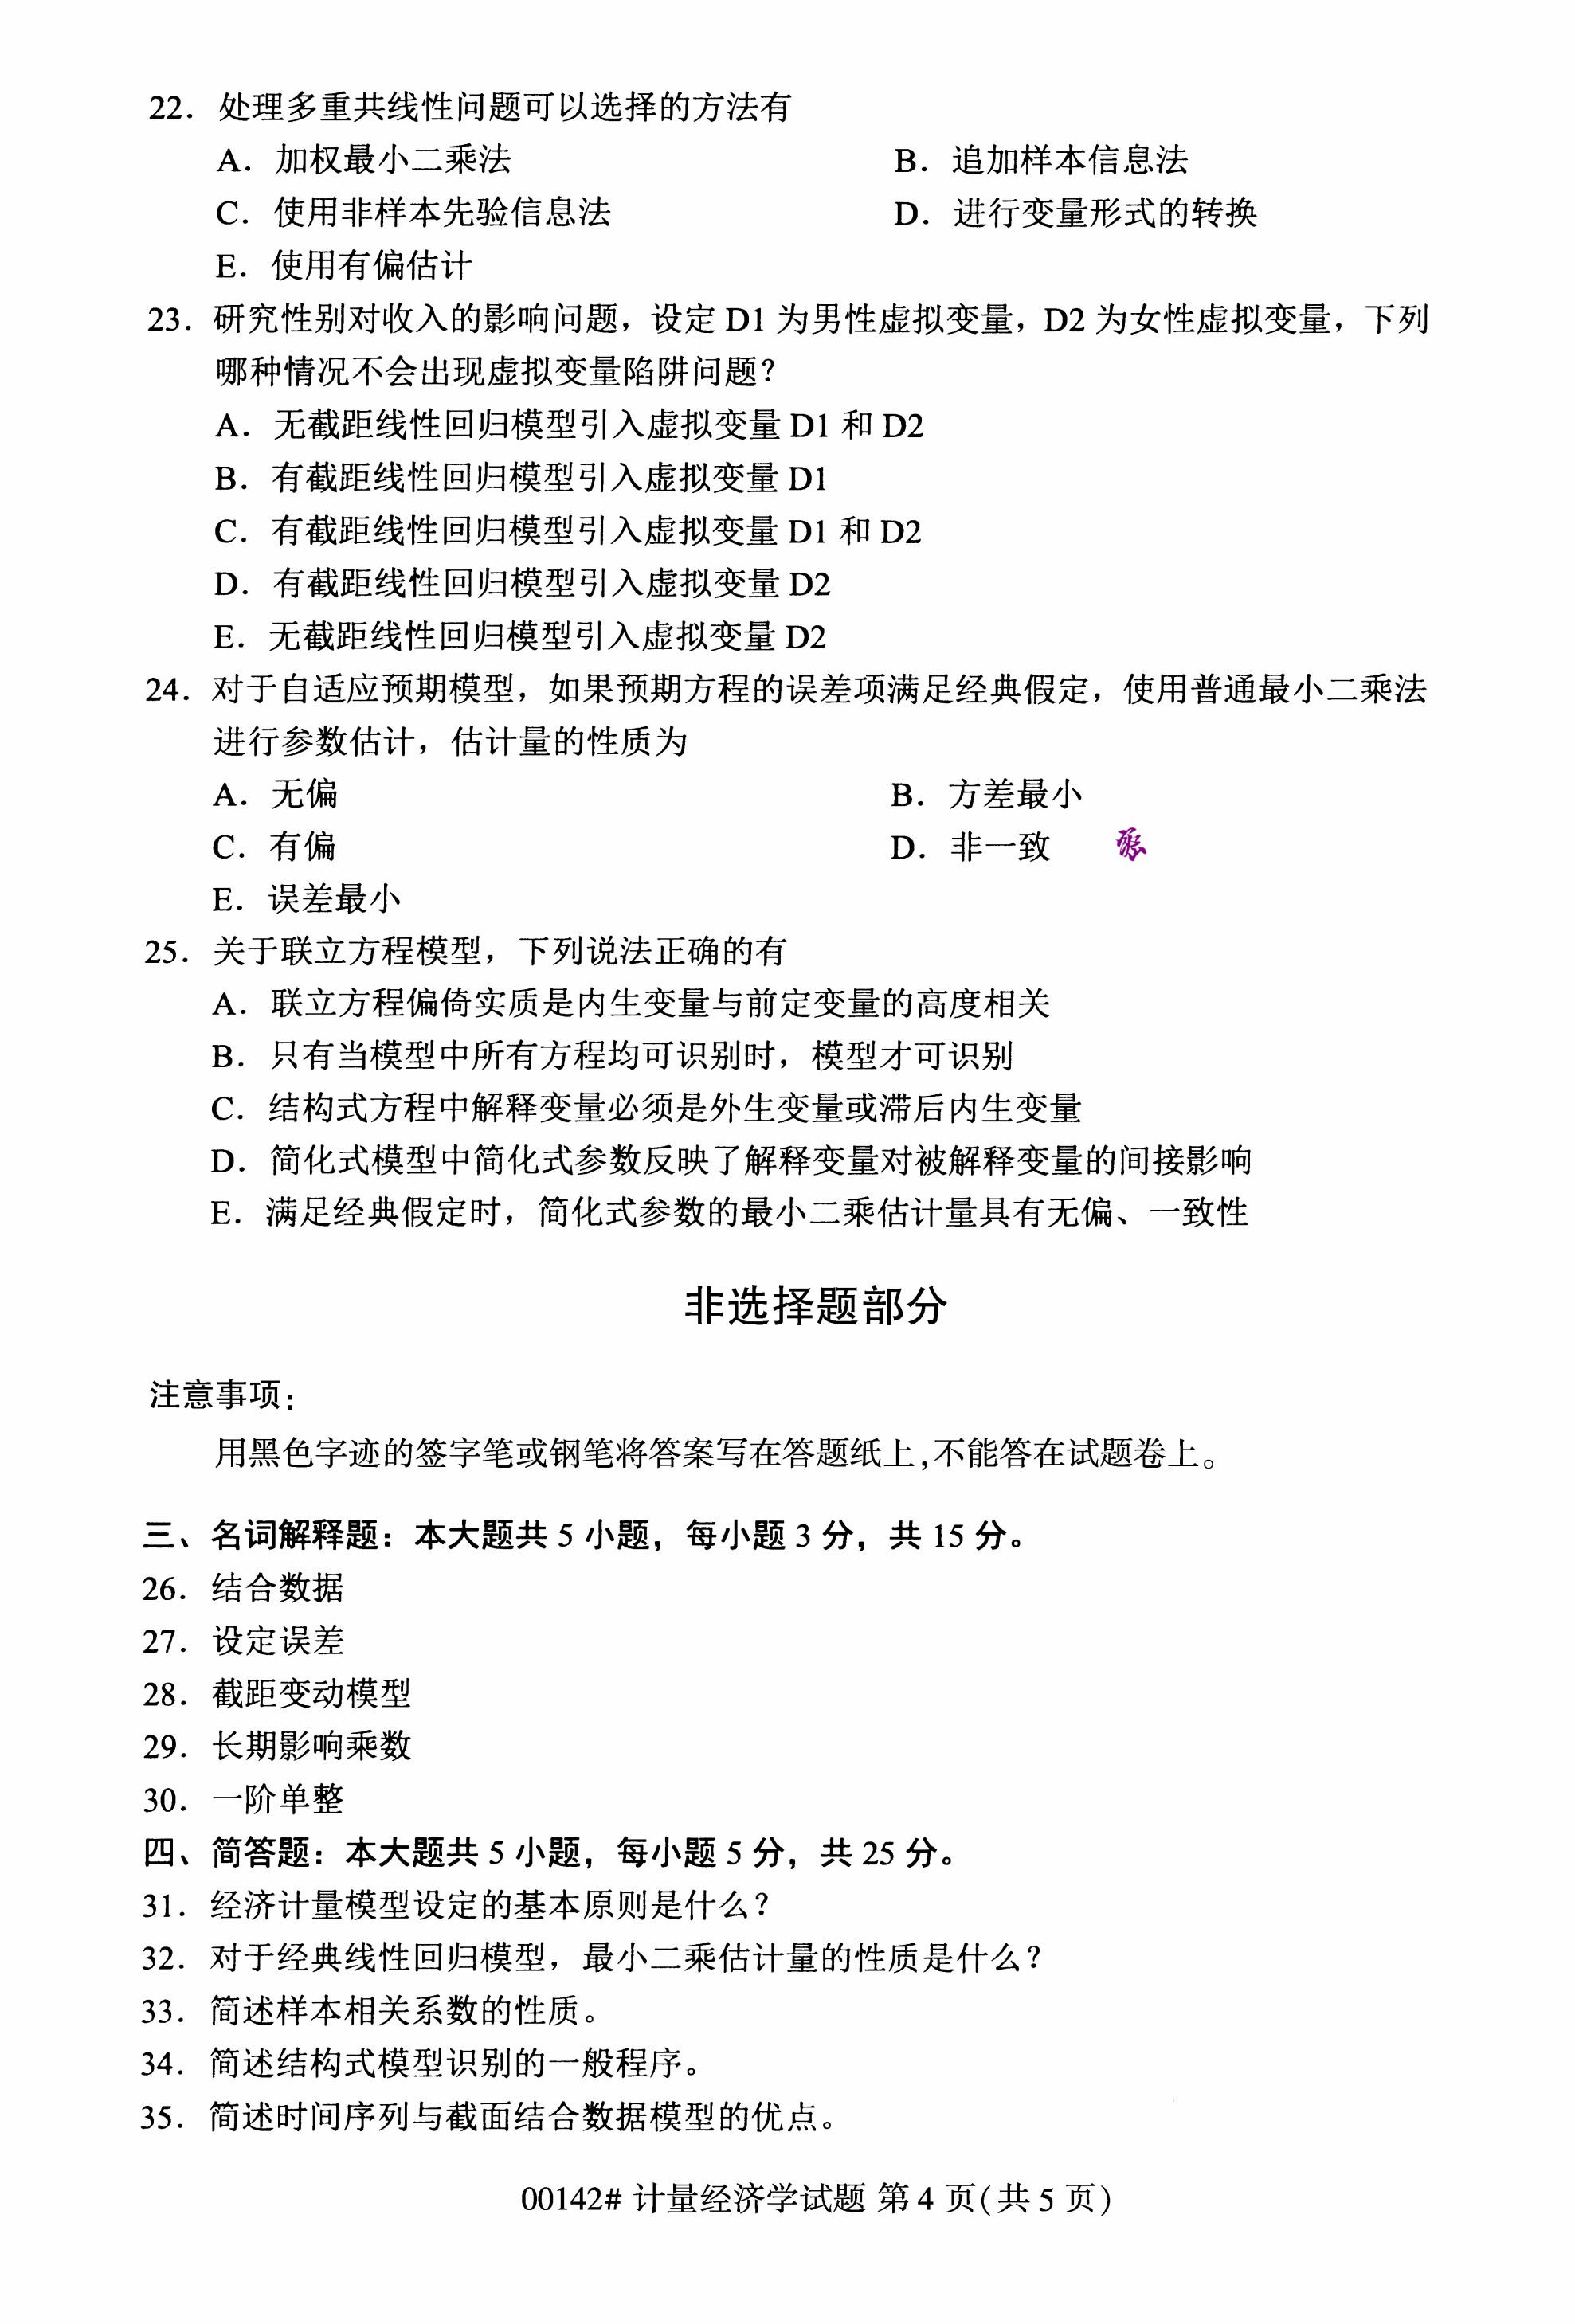 22. 处理多重共线性问题可以选择的方法有
A. 加权最小二乘法 B. 追加样本信息法
C. 使用非样本先验信息法 D. 进行变量形式的转换
E. 使用有偏估计
23. 研究性别对收入的影响问题，设定 D1 为男性虚拟变量，D2 为女性虚拟变量，下列
哪种情况不会出现虚拟变量陷阱问题？
A. 无截距线性回归模型引入虚拟变量 D1 和 D2
B. 有截距线性回归模型引入虚拟变量 D1
C. 有截距线性回归模型引入虚拟变量 D1 和 D2
D. 有截距线性回归模型引入虚拟变量 D2
E. 无截距线性回归模型引入虚拟变量 D2
24. 对于自适应预期模型，如果预期方程的误差项满足经典假定，使用普通最小二乘法
进行参数估计，估计量的性质为
A. 无偏 B. 方差最小
C. 有偏 D. 非一致
E. 误差最小
25. 关于联立方程模型，下列说法正确的有
A. 联立方程偏倚实质是内生变量与前定变量的高度相关
B. 只有当模型中所有方程均可识别时，模型才可识别
C. 结构式方程中解释变量必须是外生变量或滞后内生变量
D. 简化式模型中简化式参数反映了解释变量对被解释变量的间接影响
E. 满足经典假定时，简化式参数的最小二乘估计量具有无偏、一致性
非选择题部分
注意事项：
用黑色字迹的签字笔或钢笔将答案写在答题纸上,不能答在试题卷上。
三、名词解释题：本大题共 5 小题，每小题 3 分，共 15 分。
26. 结合数据
27. 设定误差
28. 截距变动模型
29. 长期影响乘数
30. 一阶单整
四、简答题：本大题共 5 小题，每小题 5 分，共 25 分。
31. 经济计量模型设定的基本原则是什么？
32. 对于经典线性回归模型，最小二乘估计量的性质是什么？
33. 简述样本相关系数的性质。
34. 简述结构式模型识别的一般程序。
35. 简述时间序列与截面结合数据模型的优点。
00142# 计量经济学试题 第 4 页(共 5 页)